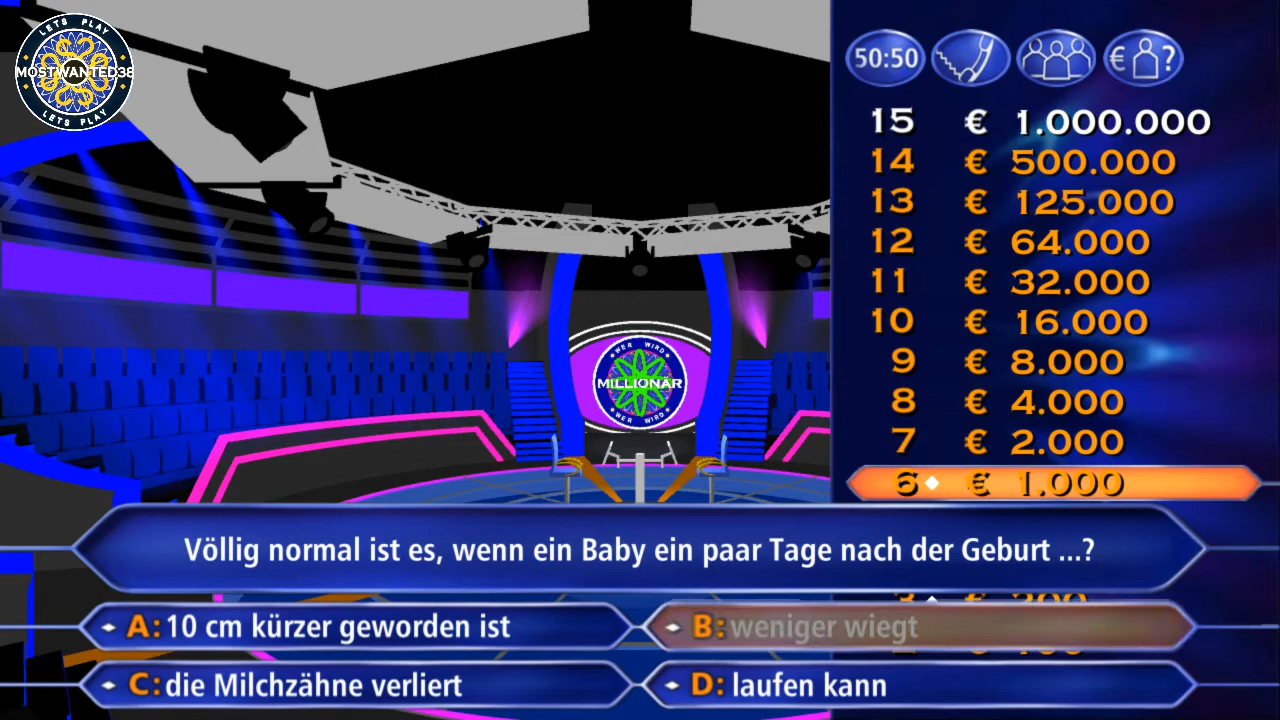 LETS PLAY
MOSTWANTED38
LETS PLAY
50:50
€ ?
15 € 1.000.000
14 € 500.000
13 € 125.000
12 € 64.000
11 € 32.000
10 € 16.000
9 € 8.000
8 € 4.000
7 € 2.000
6 € 1.000
WER WIRD
MILLIONÄR
WER WIRD
Völlig normal ist es, wenn ein Baby ein paar Tage nach der Geburt ...?
3 € 200
A: 10 cm kürzer geworden ist
B: weniger wiegt
C: die Milchzähne verliert
D: laufen kann